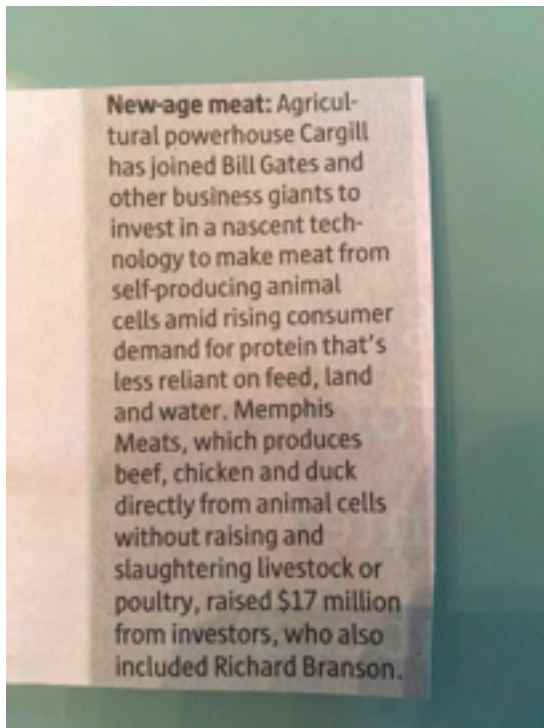 New-age meat: Agricul-
tural powerhouse Cargill
has joined Bill Gates and
other business giants to
invest in a nascent tech-
nology to make meat from
self-producing animal
cells amid rising consumer
demand for protein that's
less reliant on feed, land
and water. Memphis
Meats, which produces
beef, chicken and duck
directly from animal cells
without raising and
slaughtering livestock or
poultry, raised $17 million
from investors, who also
included Richard Branson.